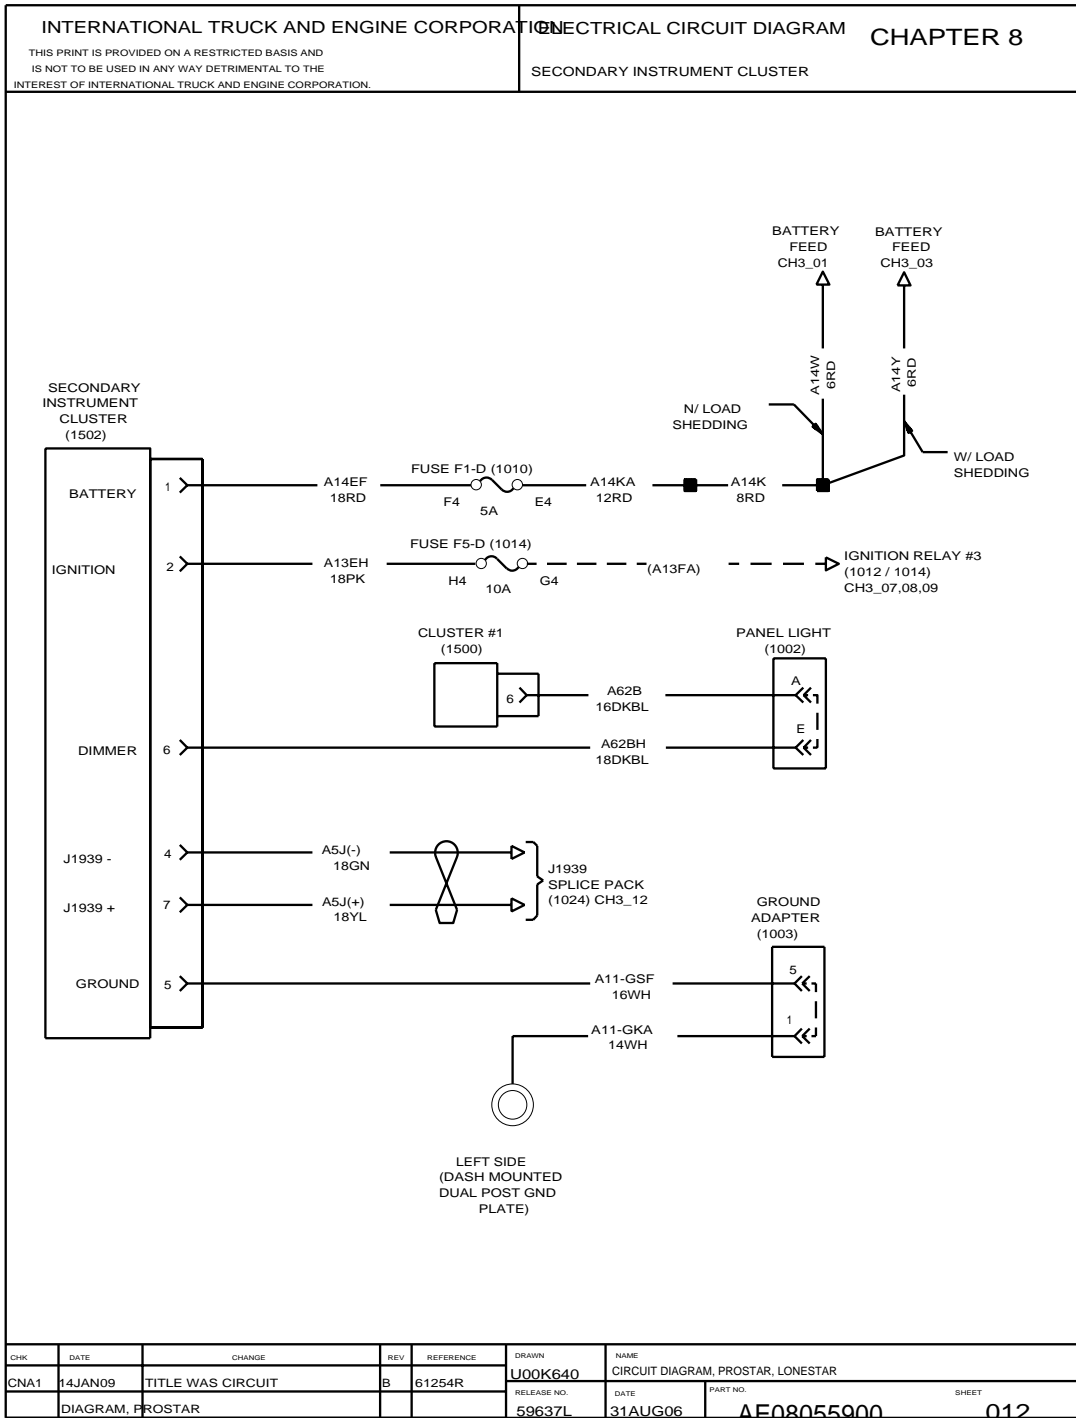 INTERNATIONAL TRUCK AND ENGINE CORPORATION
THIS PRINT IS PROVIDED ON A RESTRICTED BASIS AND
IS NOT TO BE USED IN ANY WAY DETRIMENTAL TO THE
INTEREST OF INTERNATIONAL TRUCK AND ENGINE CORPORATION.
ELECTRICAL CIRCUIT DIAGRAM
SECONDARY INSTRUMENT CLUSTER
CHAPTER 8
BATTERY
FEED
CH3_01
BATTERY
FEED
CH3_03
A14W
6RD
A14Y
6RD
N/ LOAD
SHEDDING
W/ LOAD
SHEDDING
SECONDARY
INSTRUMENT
CLUSTER
(1502)
BATTERY
1
A14EF
18RD
FUSE F1-D (1010)
F4
5A
E4
A14KA
12RD
A14K
8RD
IGNITION
2
A13EH
18PK
FUSE F5-D (1014)
H4
10A
G4
(A13FA)
IGNITION RELAY #3
(1012 / 1014)
CH3_07,08,09
CLUSTER #1
(1500)
6
A62B
16DKBL
PANEL LIGHT
(1002)
A
E
DIMMER
6
A62BH
18DKBL
J1939 -
4
A5J(-)
18GN
J1939 +
7
A5J(+)
18YL
J1939
SPLICE PACK
(1024) CH3_12
GROUND
ADAPTER
(1003)
GROUND
5
A11-GSF
16WH
5
A11-GKA
14WH
1
LEFT SIDE
(DASH MOUNTED
DUAL POST GND
PLATE)
CHK DATE CHANGE REV REFERENCE
CNA1 14JAN09 TITLE WAS CIRCUIT B 61254R
DIAGRAM, PROSTAR
DRAWN
U00K640
NAME
CIRCUIT DIAGRAM, PROSTAR, LONESTAR
RELEASE NO.
59637L
DATE
31AUG06
PART NO.
AE08055900
SHEET
012